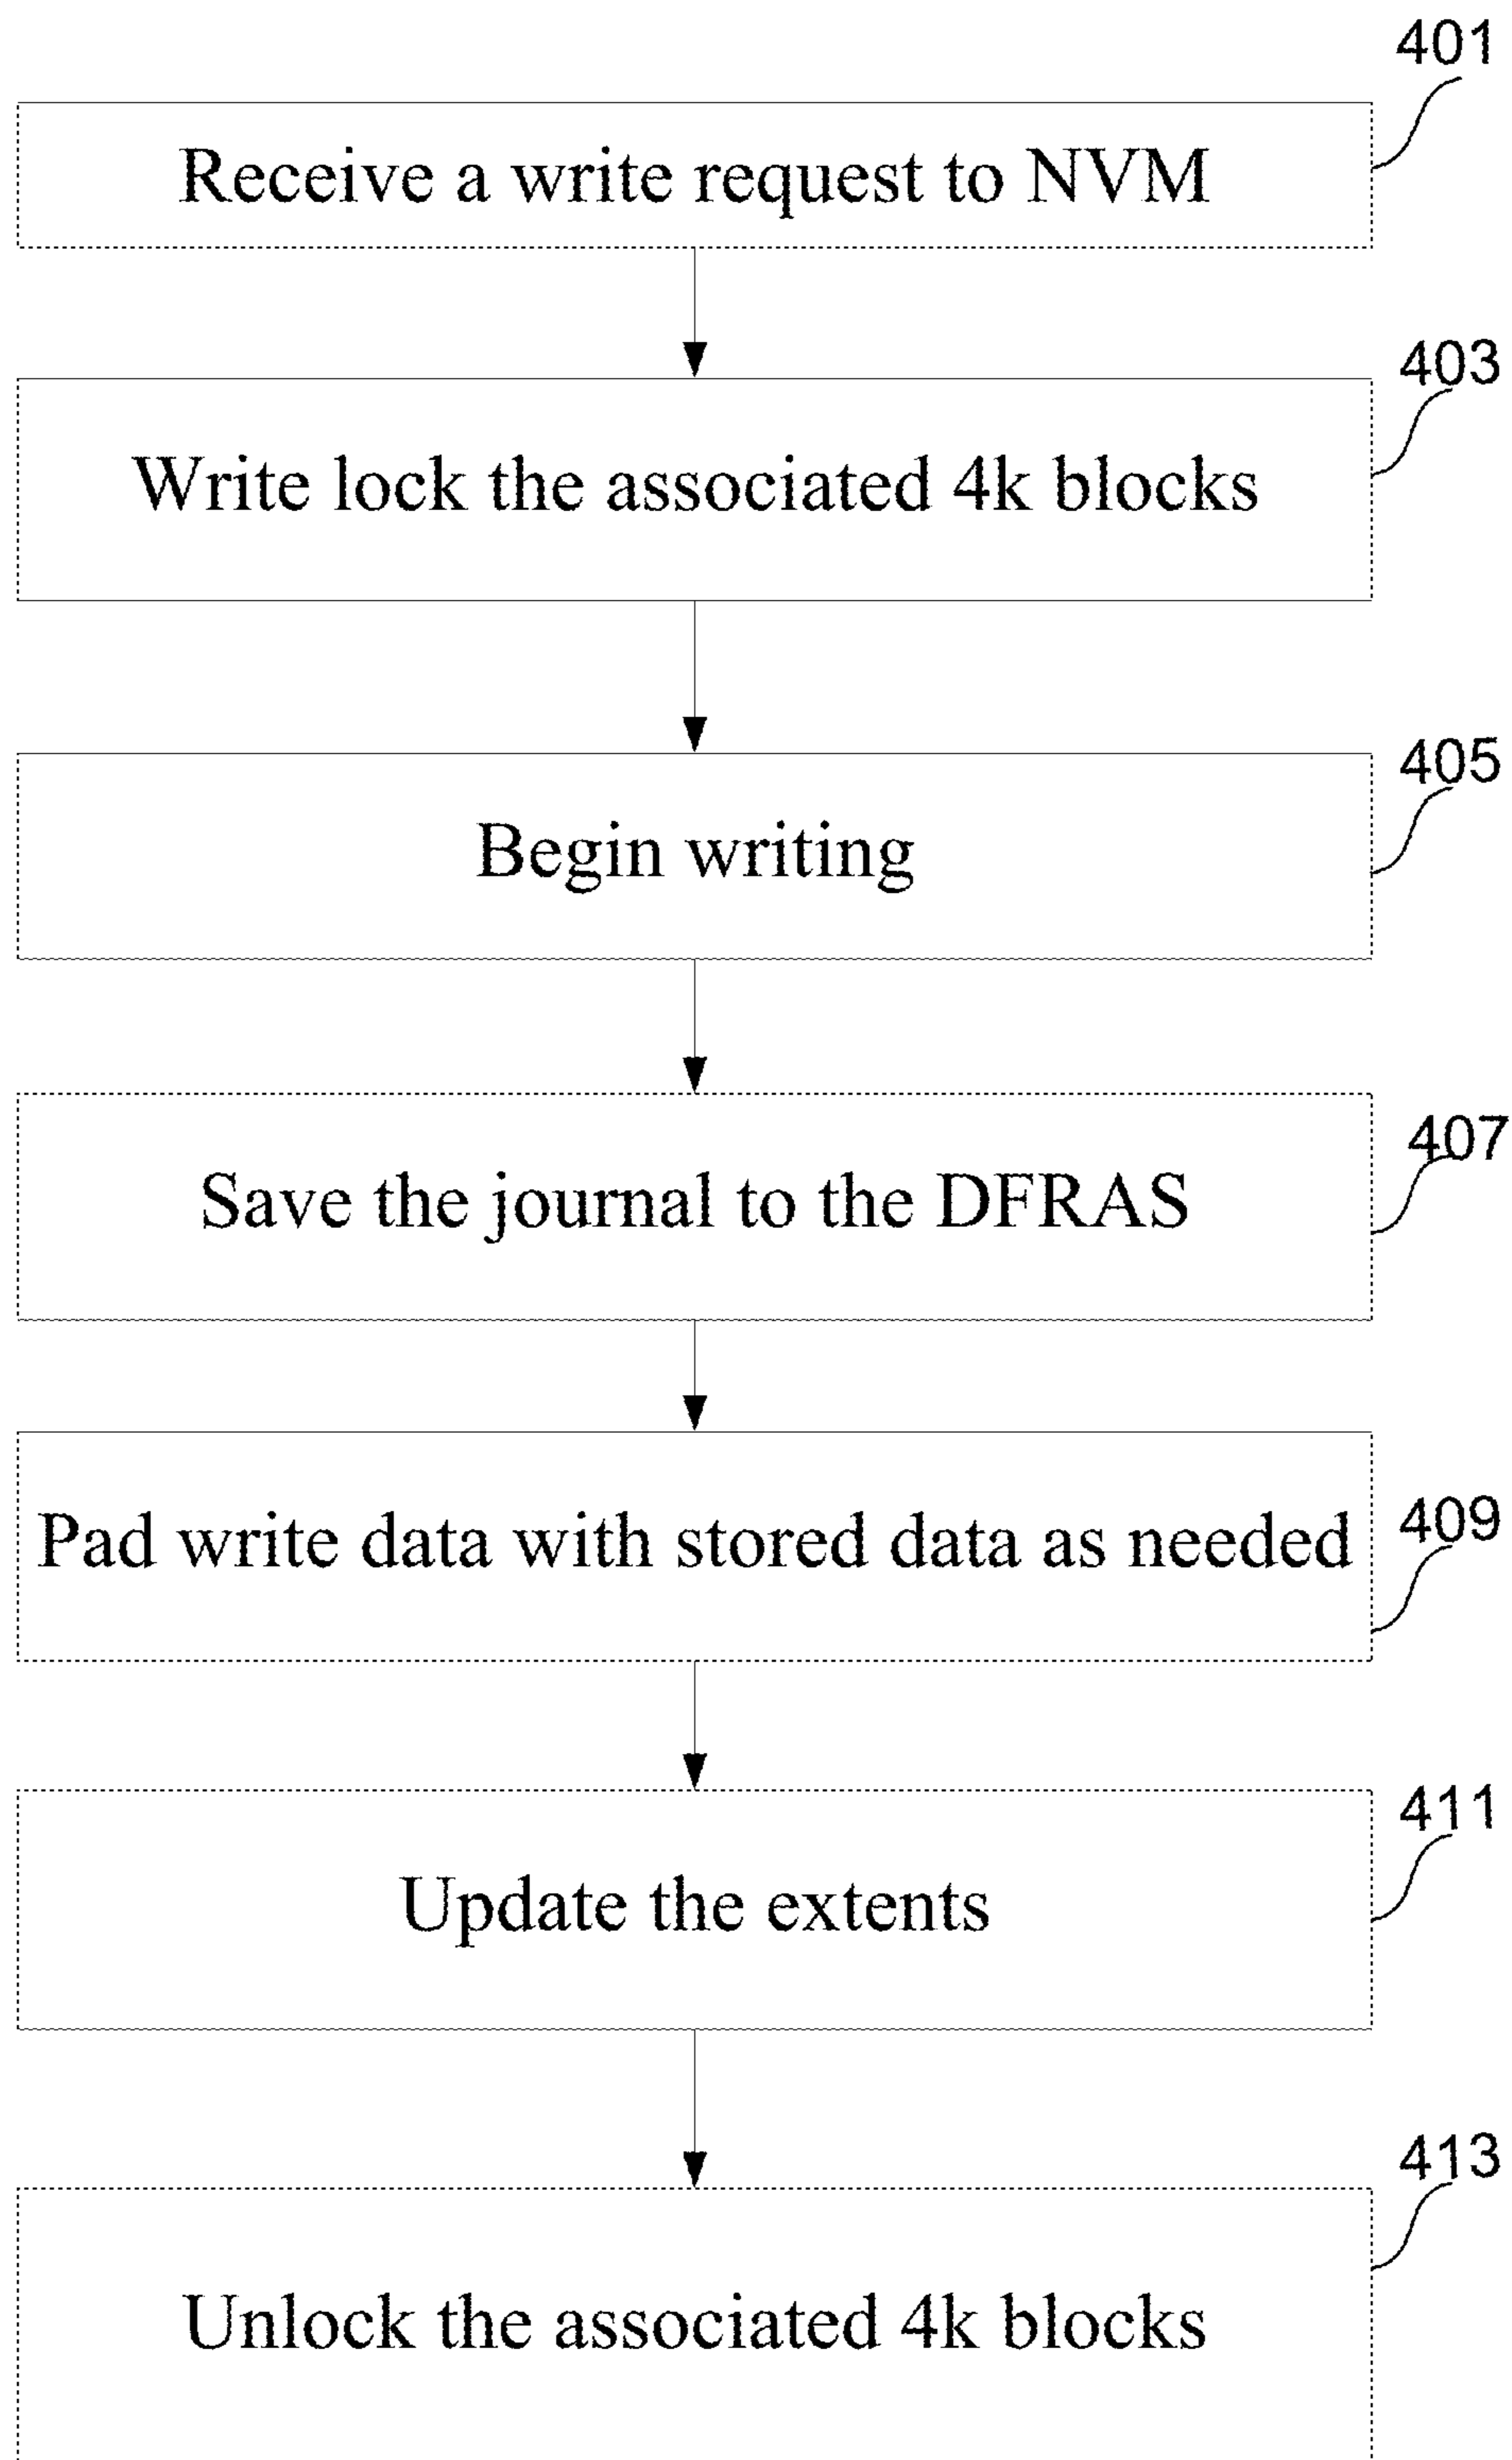 401
Receive a write request to NVM
403
Write lock the associated 4k blocks
405
Begin writing
407
Save the journal to the DFRAS
409
Pad write data with stored data as needed
411
Update the extents
413
Unlock the associated 4k blocks